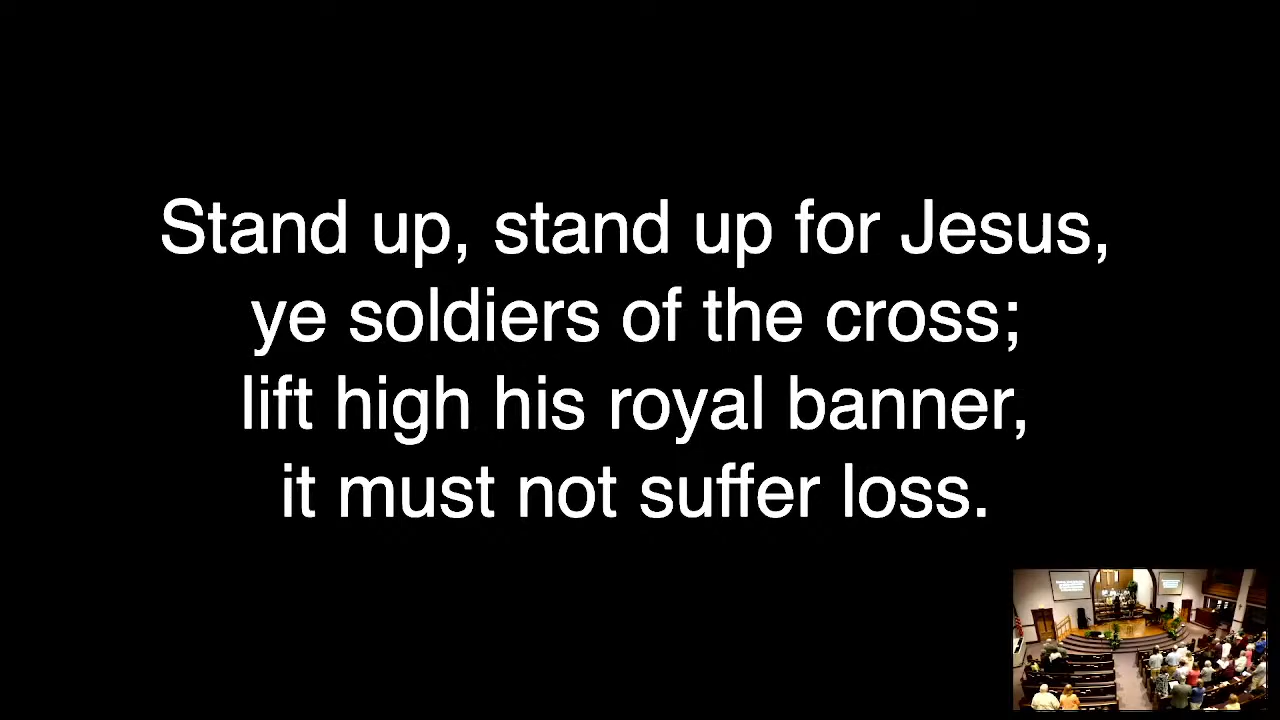 Stand up, stand up for Jesus,
ye soldiers of the cross;
lift high his royal banner,
it must not suffer loss.